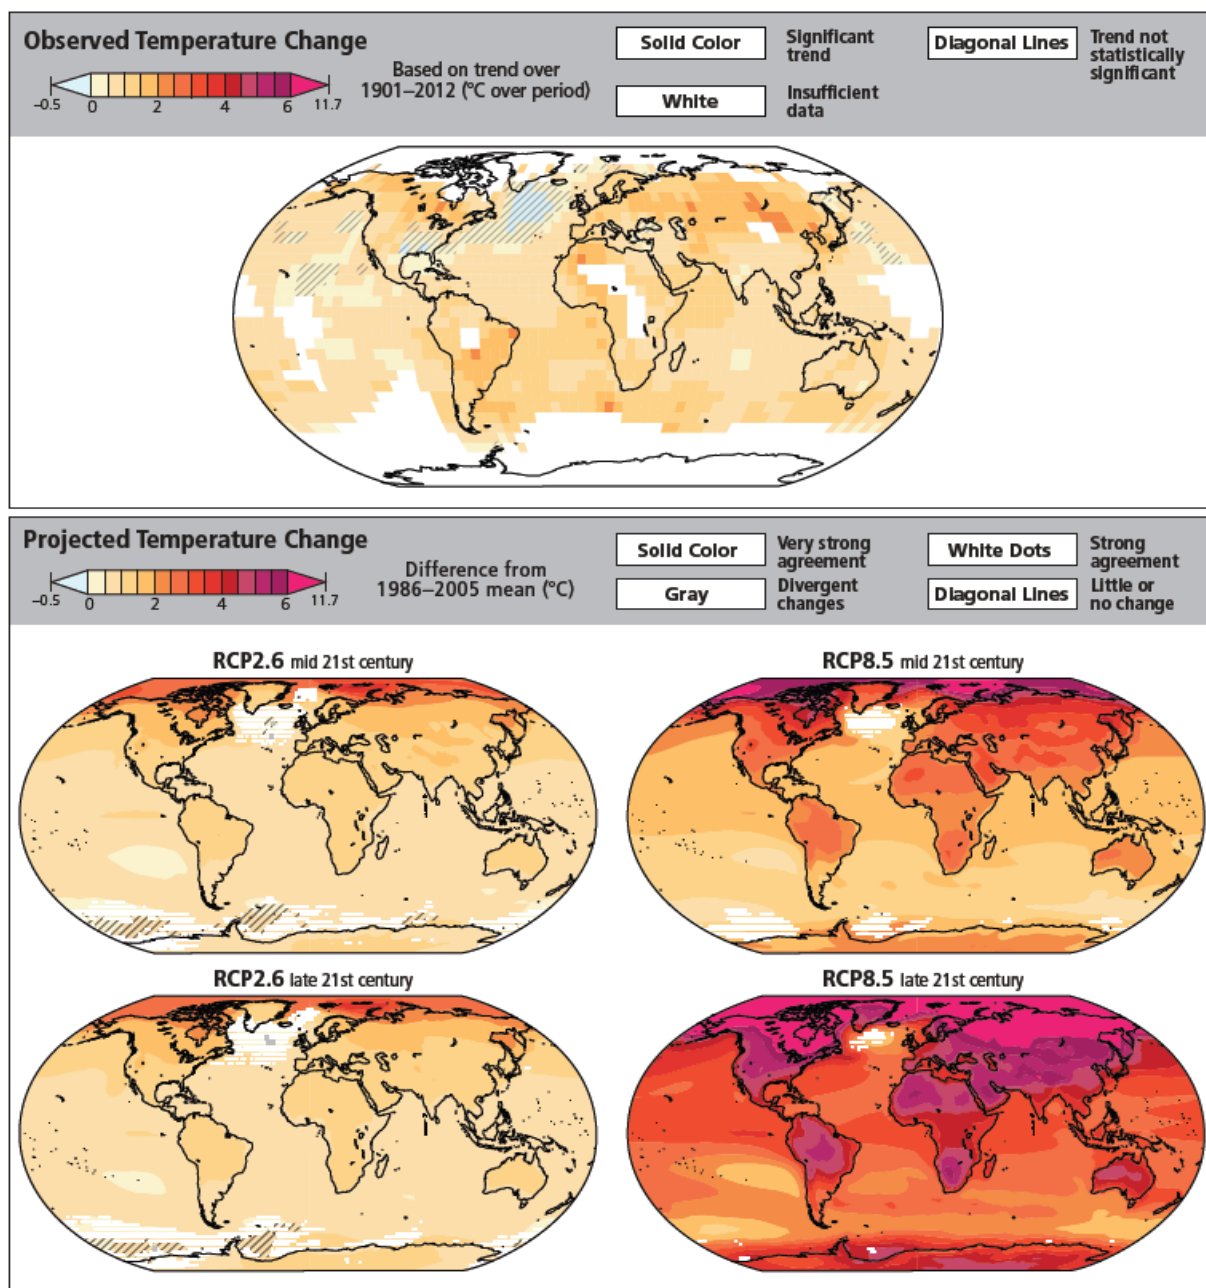 Observed Temperature Change
–0.5 0 2 4 6 11.7
Based on trend over
1901–2012 (°C over period)
Solid Color
Significant
trend
White
Insufficient
data
Diagonal Lines
Trend not
statistically
significant
Projected Temperature Change
–0.5 0 2 4 6 11.7
Difference from
1986–2005 mean (°C)
Solid Color
Very strong
agreement
Gray
Divergent
changes
White Dots
Strong
agreement
Diagonal Lines
Little or
no change
RCP2.6 mid 21st century
RCP8.5 mid 21st century
RCP2.6 late 21st century
RCP8.5 late 21st century